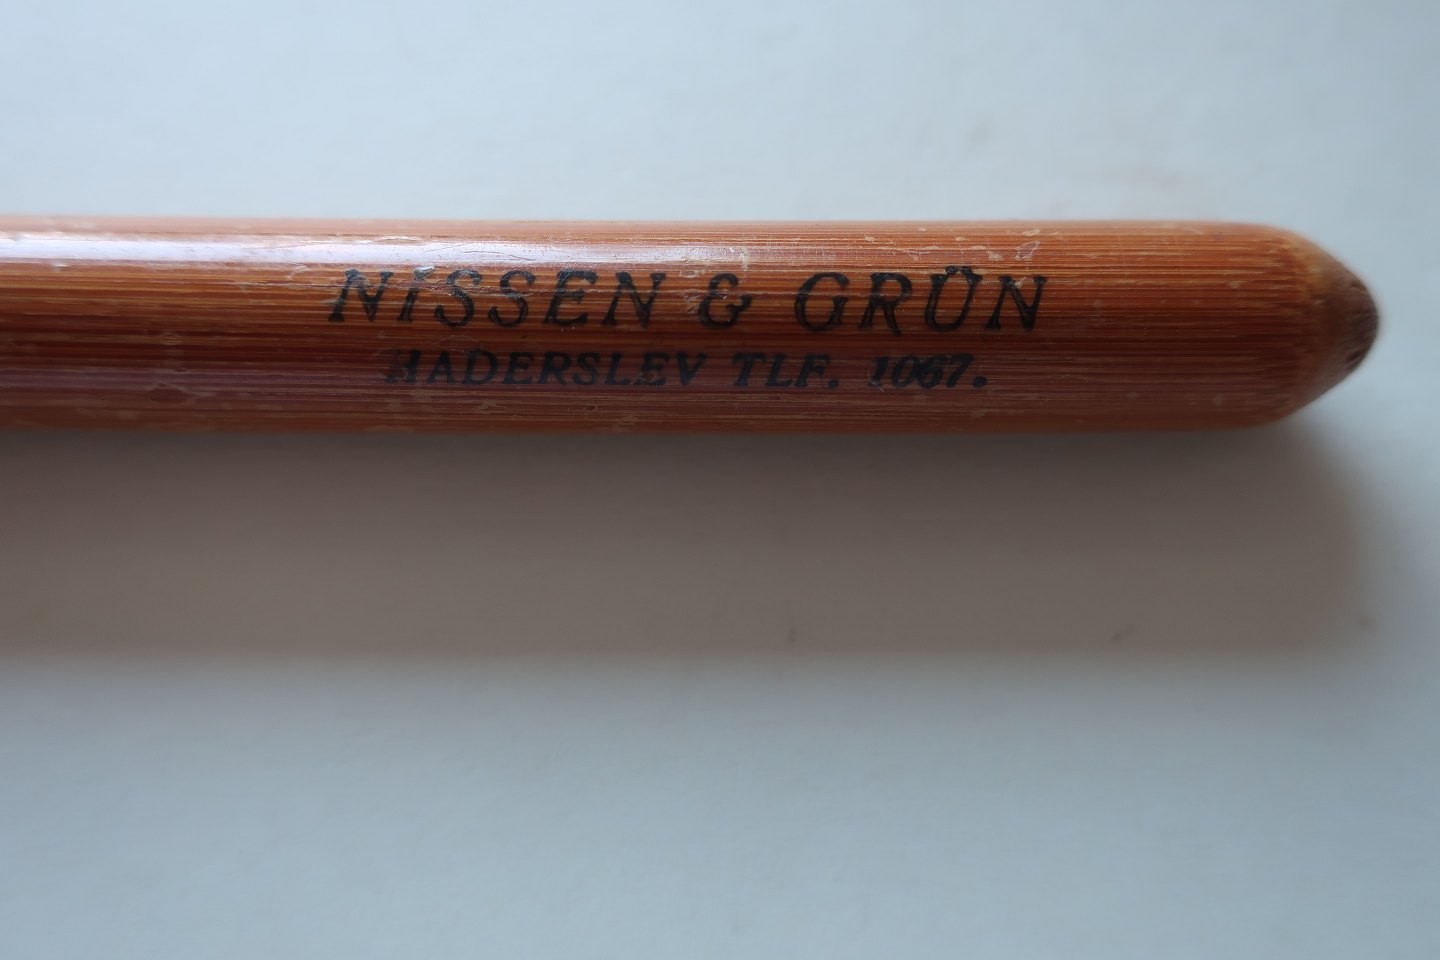 NISSEN & GRÜN
HADERSLEV TLF. 1067.